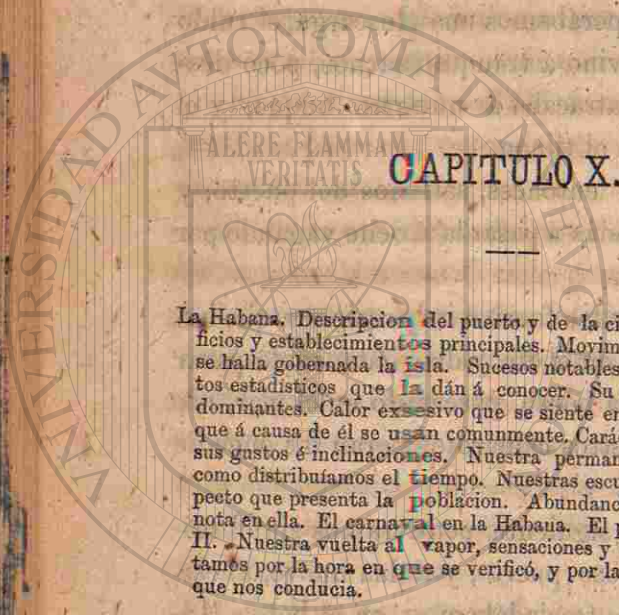 UNIVERSIDAD AUTONOMA DE NUEVO
ALERE FLAMMAM
VERITATIS
CAPITULO X.
La Habana. Descripcion del puerto y de la ci
ficios y establecimientos principales. Movim
se halla gobernada la isla. Sucesos notables
tos estadísticos que la dán á conocer. Su
dominantes. Calor exsesivo que se siente en
que á causa de él se usan comunmente. Cará
sus gustos é inclinaciones. Nuestra perman
como distribuíamos el tiempo. Nuestras escu
pecto que presenta la poblacion. Abundanc
nota en ella. El carnaval en la Habana. El p
II. Nuestra vuelta al vapor, sensaciones y
tamos por la hora en que se verificó, y por la
que nos conducia.